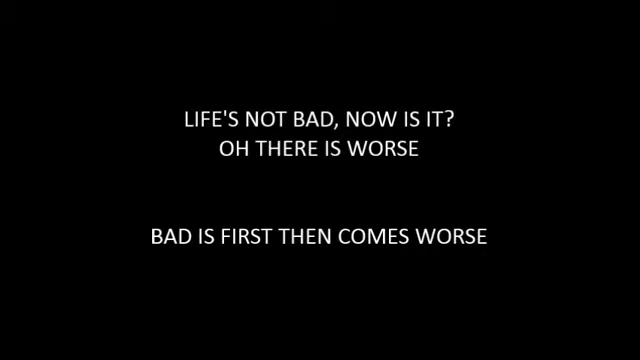 LIFE'S NOT BAD, NOW IS IT?
OH THERE IS WORSE
BAD IS FIRST THEN COMES WORSE